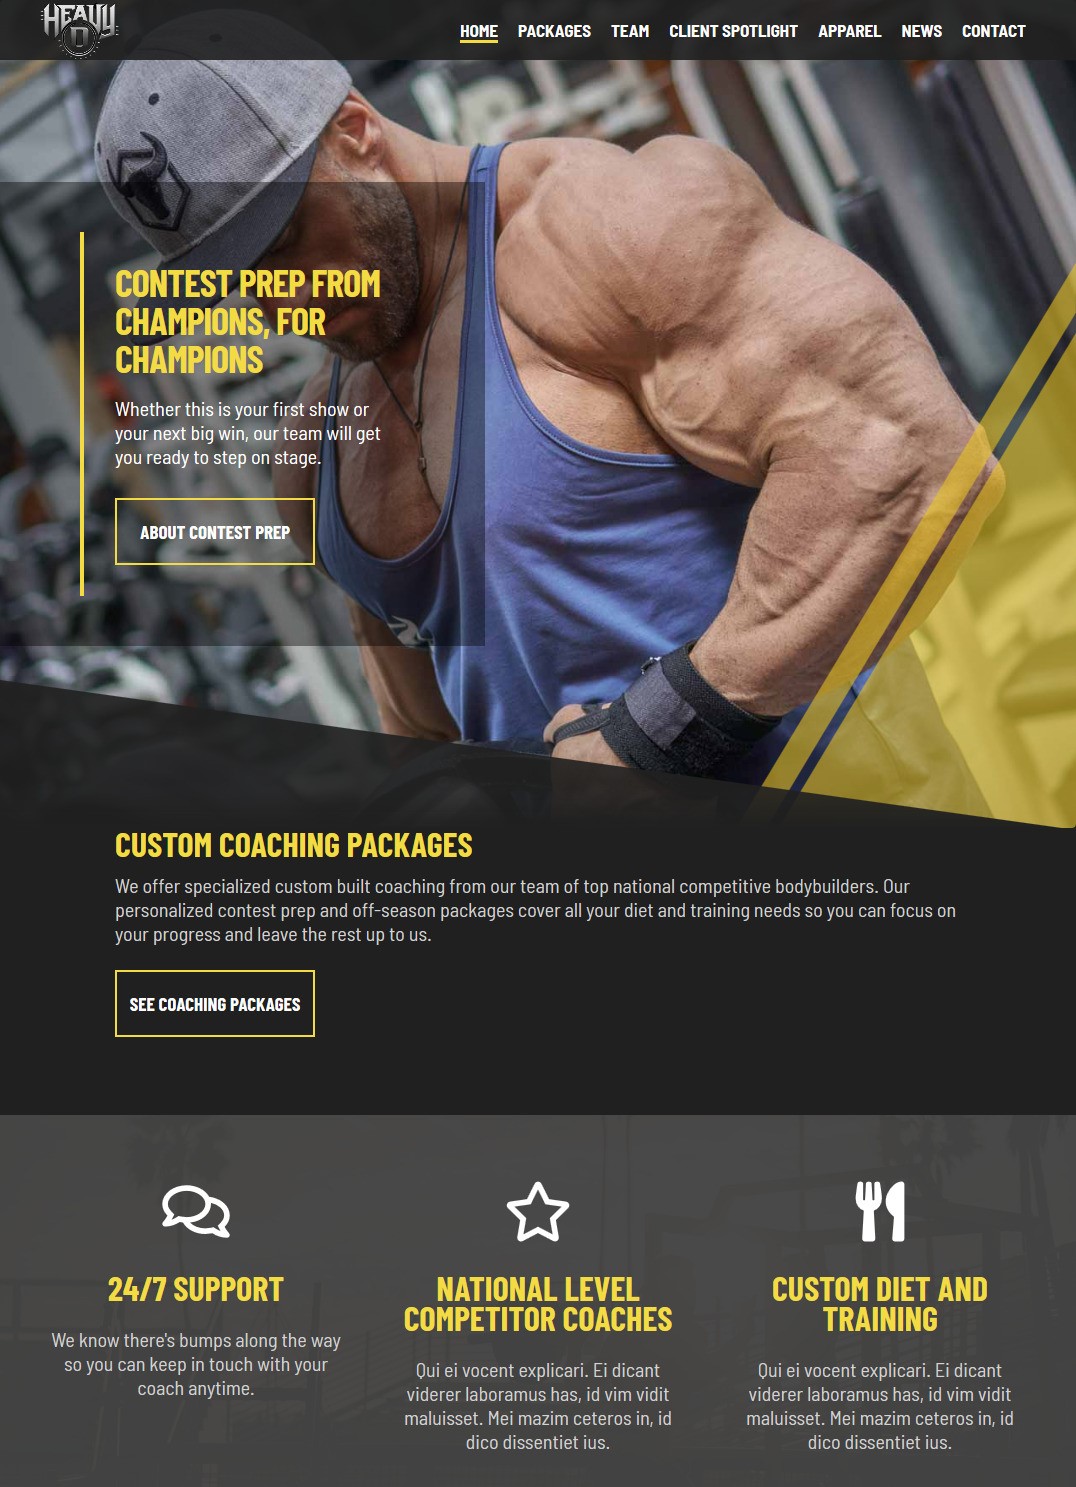 HEAVY
D
HOME PACKAGES TEAM CLIENT SPOTLIGHT APPAREL NEWS CONTACT
CONTEST PREP FROM
CHAMPIONS, FOR
CHAMPIONS
Whether this is your first show or
your next big win, our team will get
you ready to step on stage.
ABOUT CONTEST PREP
CUSTOM COACHING PACKAGES
We offer specialized custom built coaching from our team of top national competitive bodybuilders. Our
personalized contest prep and off-season packages cover all your diet and training needs so you can focus on
your progress and leave the rest up to us.
SEE COACHING PACKAGES
24/7 SUPPORT
We know there's bumps along the way
so you can keep in touch with your
coach anytime.
NATIONAL LEVEL
COMPETITOR COACHES
Qui ei vocent explicari. Ei dicant
viderer laboramus has, id vim vidit
maluisset. Mei mazim ceteros in, id
dico dissentiet ius.
CUSTOM DIET AND
TRAINING
Qui ei vocent explicari. Ei dicant
viderer laboramus has, id vim vidit
maluisset. Mei mazim ceteros in, id
dico dissentiet ius.